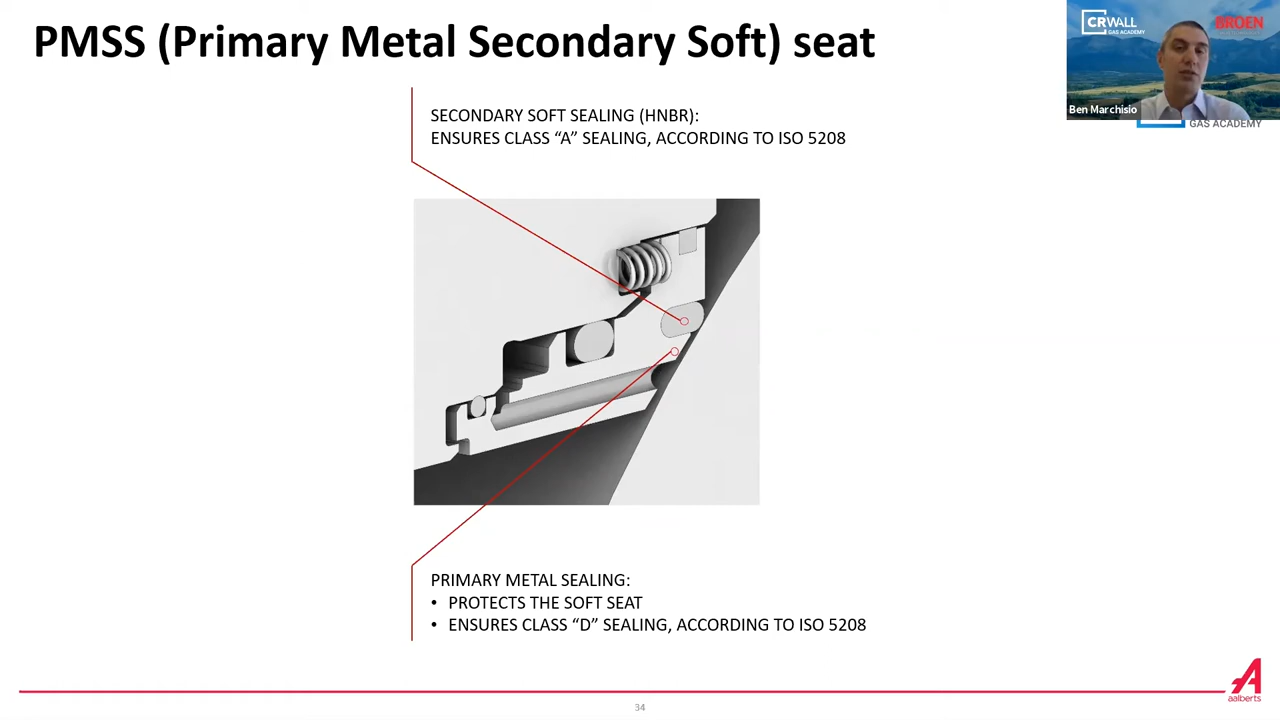 PMSS (Primary Metal Secondary Soft) seat
CRWALL
GAS ACADEMY
BROEN
Ben Marchisio
GAS ACADEMY
SECONDARY SOFT SEALING (HNBR):
ENSURES CLASS “A” SEALING, ACCORDING TO ISO 5208
PRIMARY METAL SEALING:
• PROTECTS THE SOFT SEAT
• ENSURES CLASS “D” SEALING, ACCORDING TO ISO 5208
34
aalberts